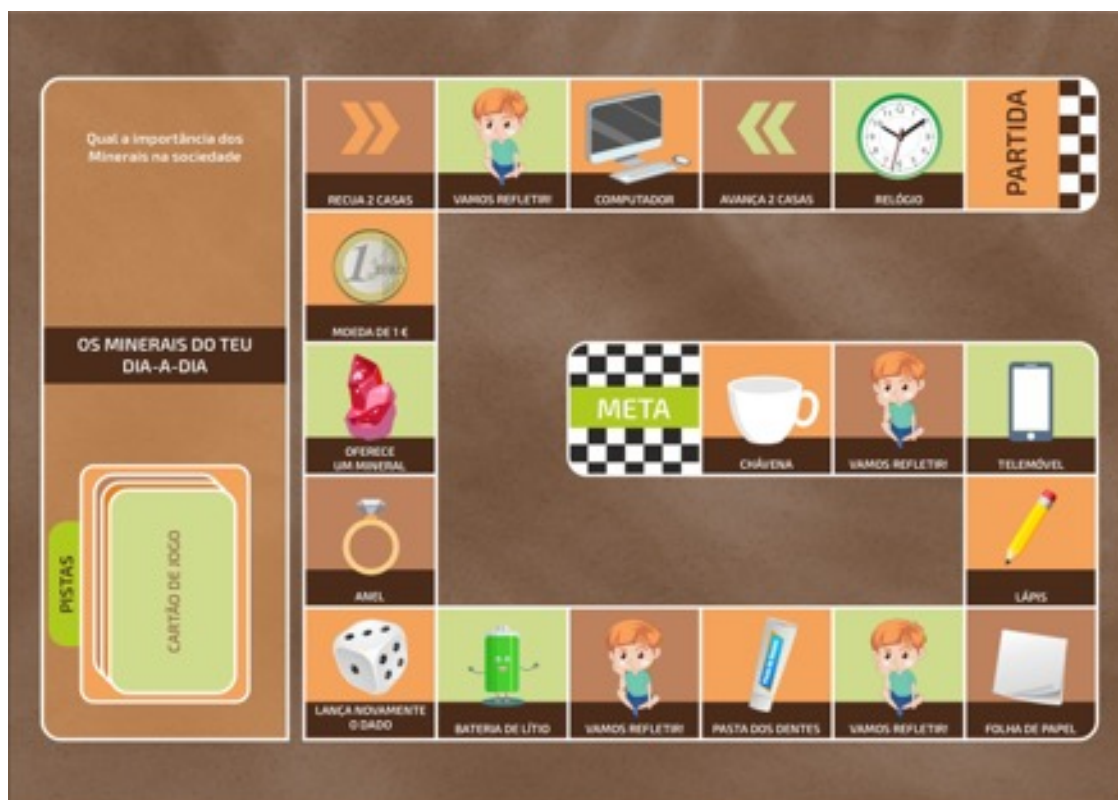 Qual a importância dos
Minerais na sociedade
OS MINERAIS DO TEU
DIA-A-DIA
PISTAS
CARTÃO DE JOGO
PARTIDA
RELÓGIO
AVANÇA 2 CASAS
COMPUTADOR
VAMOS REFLETIR!
RECUA 2 CASAS
1
EURO
MOEDA DE 1 €
OFERECE
UM MINERAL
ANEL
LANÇA NOVAMENTE
O DADO
BATERIA DE LÍTIO
VAMOS REFLETIR!
PASTA DOS DENTES
VAMOS REFLETIR!
FOLHA DE PAPEL
LÁPIS
TELEMÓVEL
VAMOS REFLETIR!
CHÁVENA
META